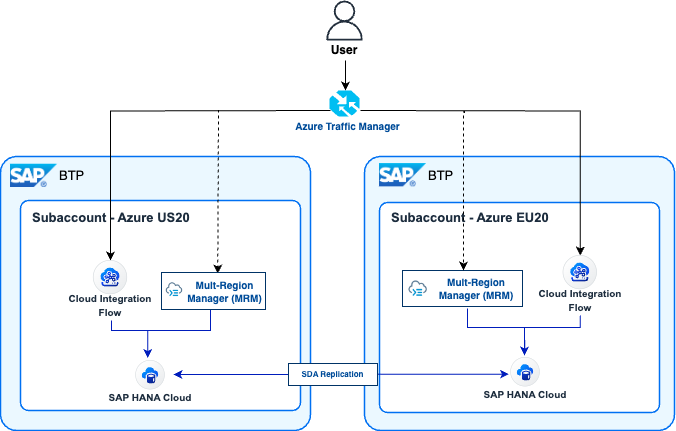 User
Azure Traffic Manager
SAP® BTP
Subaccount - Azure US20
Cloud Integration
Flow
Mult-Region
Manager (MRM)
SAP HANA Cloud
SDA Replication
SAP® BTP
Subaccount - Azure EU20
Mult-Region
Manager (MRM)
Cloud Integration
Flow
SAP HANA Cloud